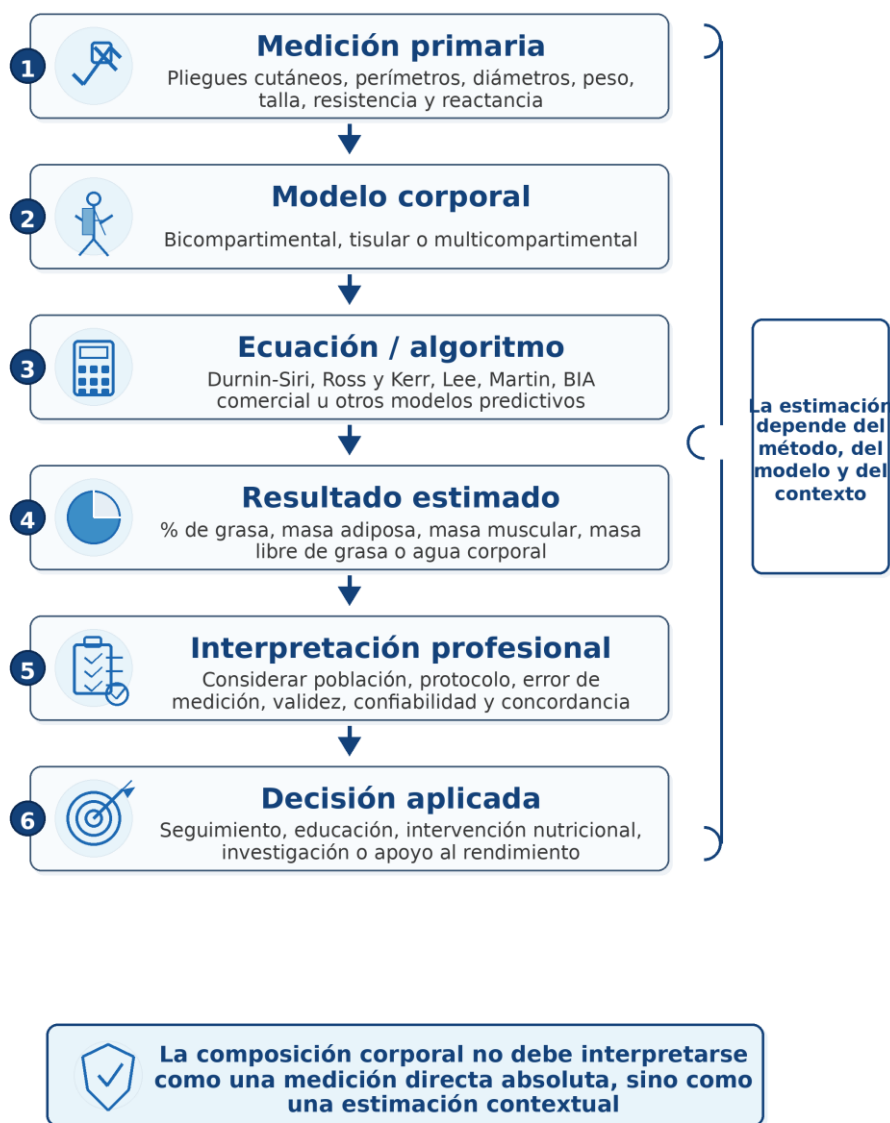 1
Medición primaria
Pliegues cutáneos, perímetros, diámetros, peso,
talla, resistencia y reactancia
2
Modelo corporal
Bicompartimental, tisular o multicompartimental
3
Ecuación / algoritmo
Durnin-Siri, Ross y Kerr, Lee, Martin, BIA
comercial u otros modelos predictivos
4
Resultado estimado
% de grasa, masa adiposa, masa muscular, masa
libre de grasa o agua corporal
5
Interpretación profesional
Considerar población, protocolo, error de
medición, validez, confiabilidad y concordancia
6
Decisión aplicada
Seguimiento, educación, intervención nutricional,
investigación o apoyo al rendimiento
La estimación
depende del
método, del
modelo y del
contexto
La composición corporal no debe interpretarse
como una medición directa absoluta, sino como
una estimación contextual